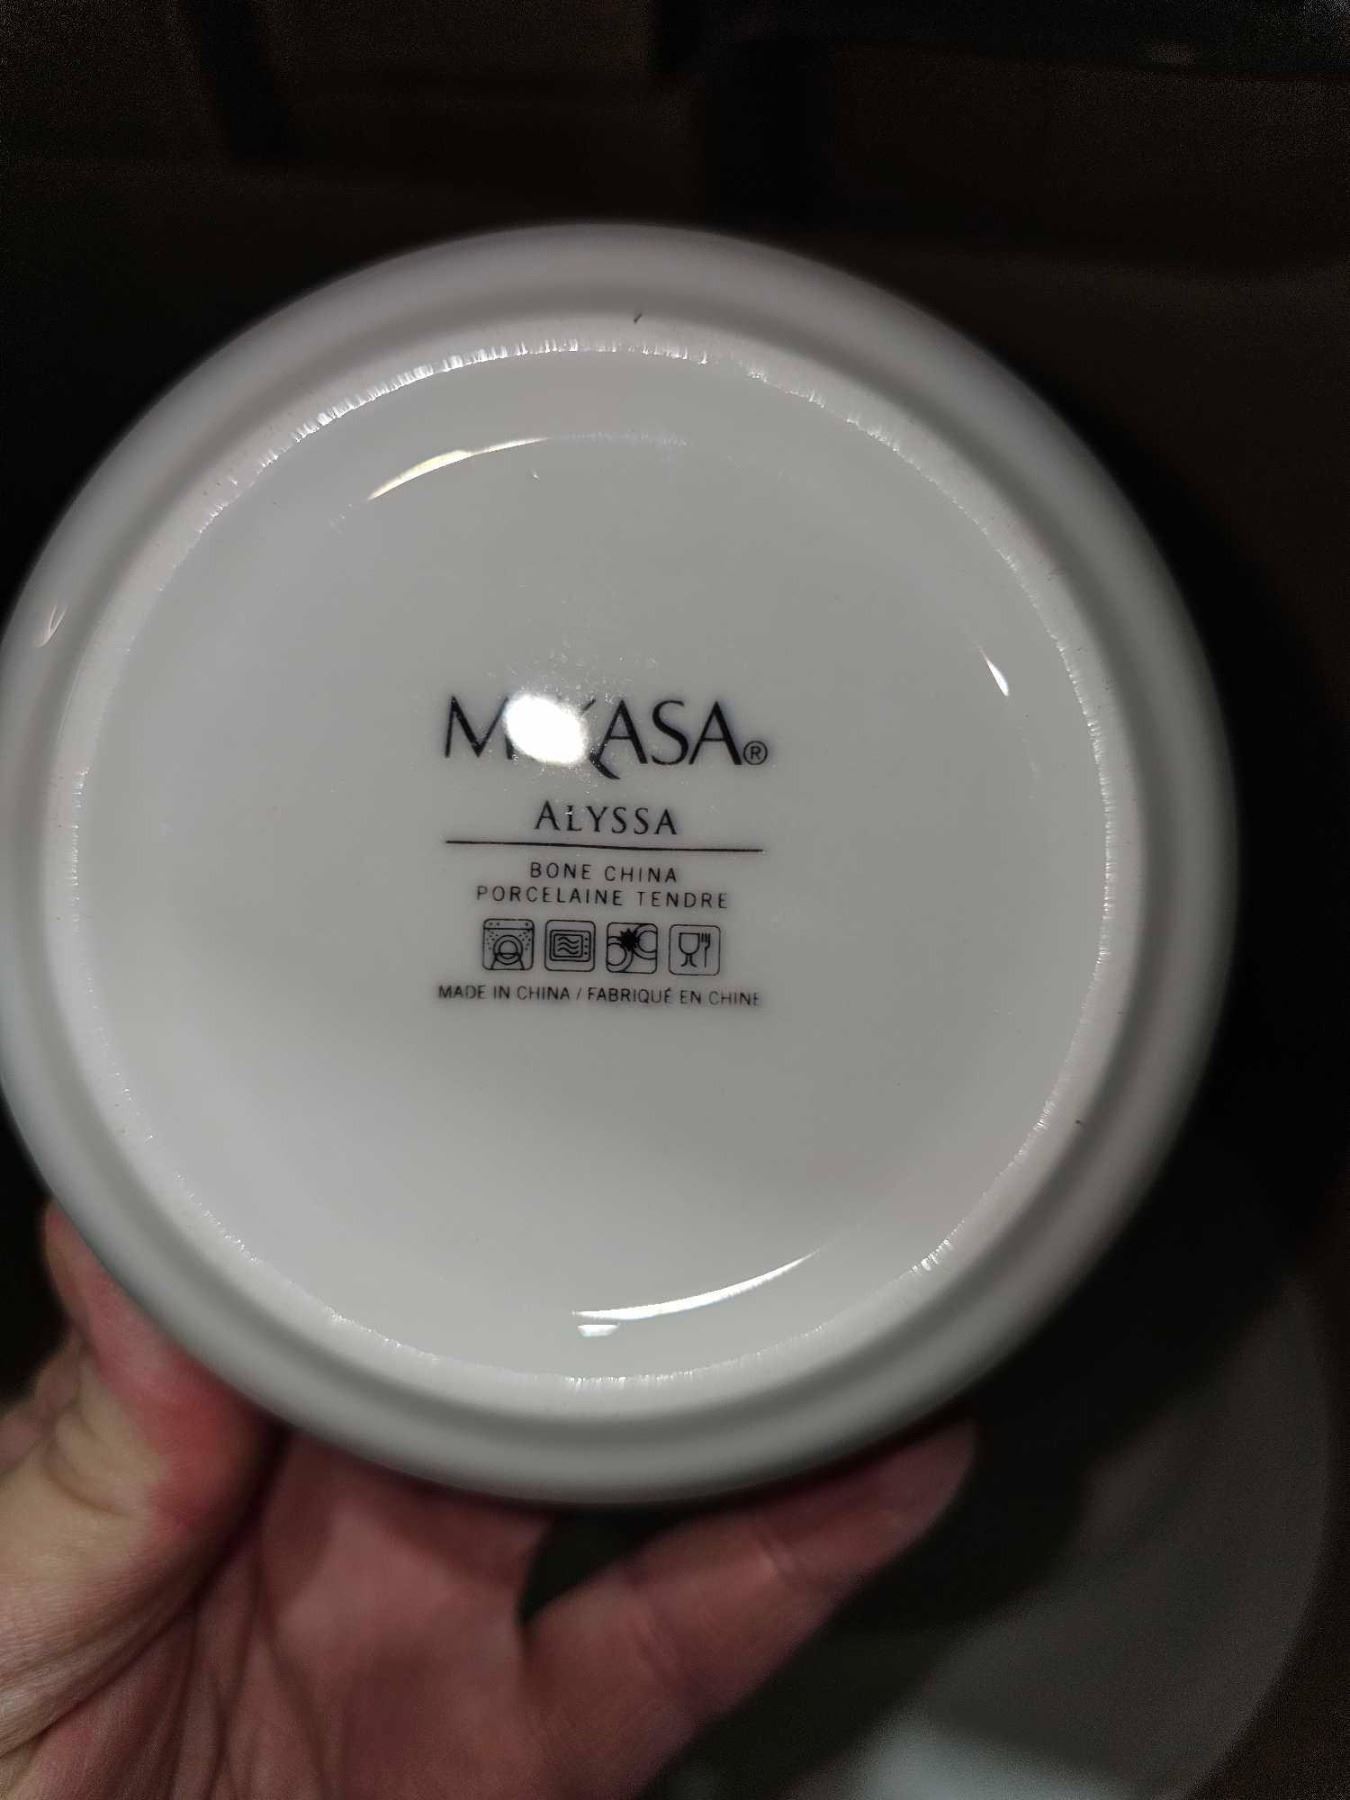 MIKASA®
ALYSSA
BONE CHINA
PORCELAINE TENDRE
MADE IN CHINA / FABRIQUÉ EN CHINE